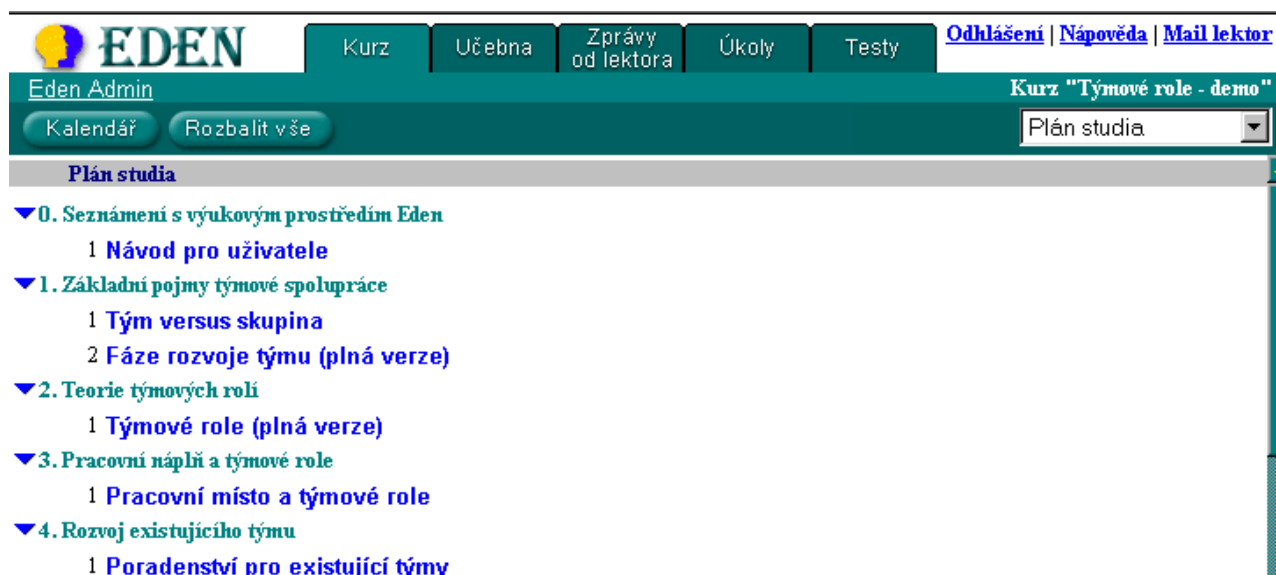 EDEN
Kurz
Učebna
Zprávy
od lektora
Úkoly
Testy
Odhlášení | Nápověda | Mail lektor
Eden Admin
Kurz "Týmové role - demo"
Kalendář
Rozbalit vše
Plán studia
Plán studia
0. Seznámení s výukovým prostředím Eden
1 Návod pro uživatele
1. Základní pojmy týmové spolupráce
1 Tým versus skupina
2 Fáze rozvoje týmu (plná verze)
2. Teorie týmových rolí
1 Týmové role (plná verze)
3. Pracovní náplň a týmové role
1 Pracovní místo a týmové role
4. Rozvoj existujícího týmu
1 Poradenství pro existující týmy